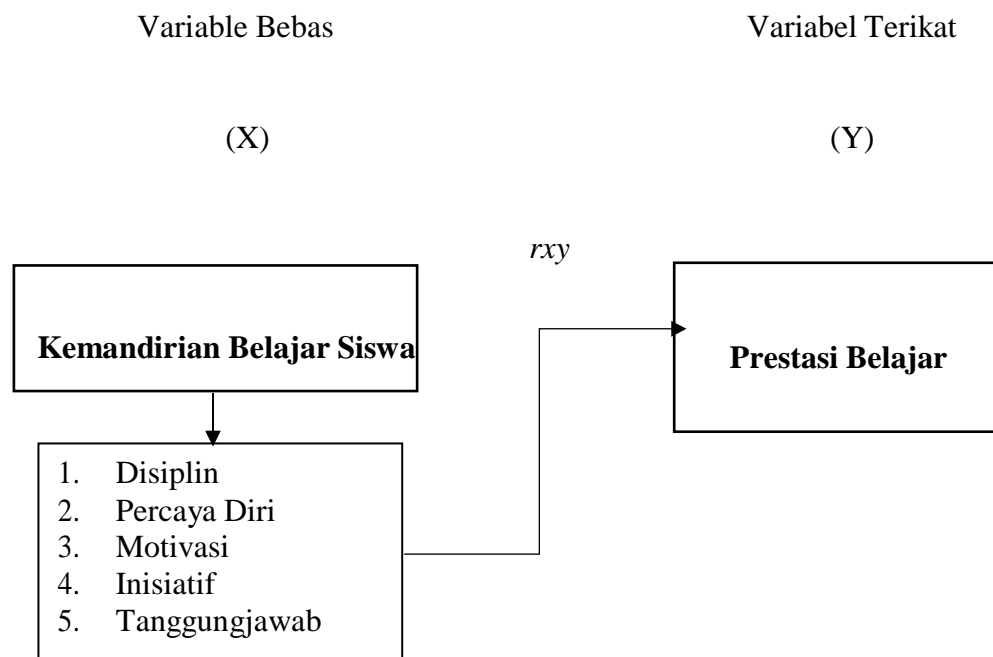 Variable Bebas
Variabel Terikat
(X)
(Y)
rxy
Kemandirian Belajar Siswa
Prestasi Belajar
1. Disiplin
2. Percaya Diri
3. Motivasi
4. Inisiatif
5. Tanggungjawab